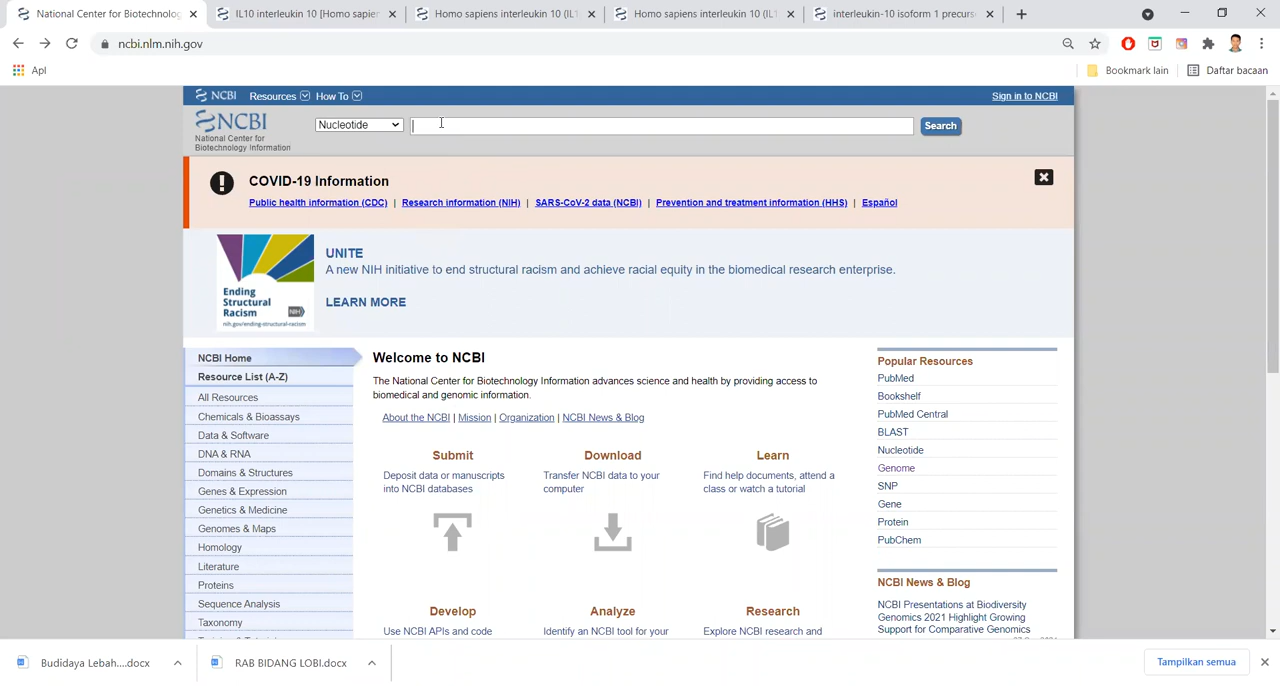 National Center for Biotechnolog
IL10 interleukin 10 [Homo sapien
Homo sapiens interleukin 10 (IL1
Homo sapiens interleukin 10 (IL1
interleukin-10 isoform 1 precurs
ncbi.nlm.nih.gov
Apl
Bookmark lain
Daftar bacaan
NCBI Resources How To
Sign in to NCBI
NCBI
National Center for
Biotechnology Information
Nucleotide
Search
COVID-19 Information
Public health information (CDC) | Research information (NIH) | SARS-CoV-2 data (NCBI) | Prevention and treatment information (HHS) | Español
Ending
Structural
Racism
NIH
nih.gov/ending-structural-racism
UNITE
A new NIH initiative to end structural racism and achieve racial equity in the biomedical research enterprise.
LEARN MORE
NCBI Home
Resource List (A-Z)
All Resources
Chemicals & Bioassays
Data & Software
DNA & RNA
Domains & Structures
Genes & Expression
Genetics & Medicine
Genomes & Maps
Homology
Literature
Proteins
Sequence Analysis
Taxonomy
Welcome to NCBI
The National Center for Biotechnology Information advances science and health by providing access to
biomedical and genomic information.
About the NCBI | Mission | Organization | NCBI News & Blog
Submit
Deposit data or manuscripts
into NCBI databases
Download
Transfer NCBI data to your
computer
Learn
Find help documents, attend a
class or watch a tutorial
Develop
Use NCBI APIs and code
Analyze
Identify an NCBI tool for your
Research
Explore NCBI research and
Popular Resources
PubMed
Bookshelf
PubMed Central
BLAST
Nucleotide
Genome
SNP
Gene
Protein
PubChem
NCBI News & Blog
NCBI Presentations at Biodiversity
Genomics 2021 Highlight Growing
Support for Comparative Genomics
Budidaya Lebah....docx
RAB BIDANG LOBI.docx
Tampilkan semua